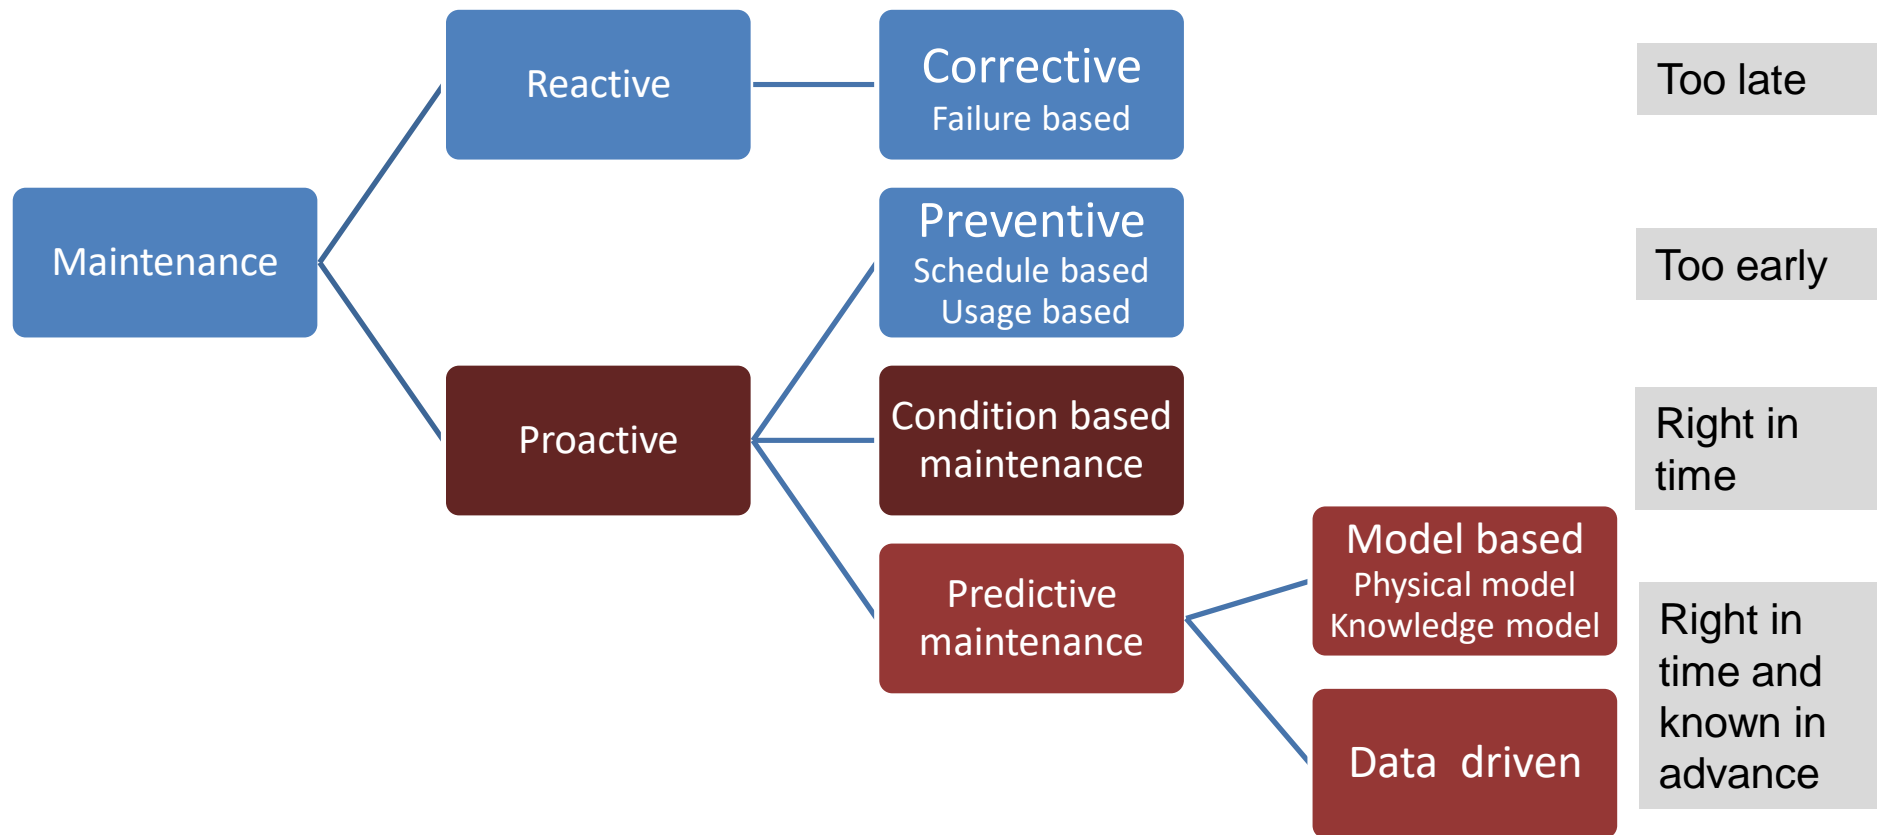 Maintenance
Reactive
Corrective
Failure based
Too late
Preventive
Schedule based
Usage based
Too early
Proactive
Condition based
maintenance
Right in
time
Predictive
maintenance
Model based
Physical model
Knowledge model
Data driven
Right in
time and
known in
advance